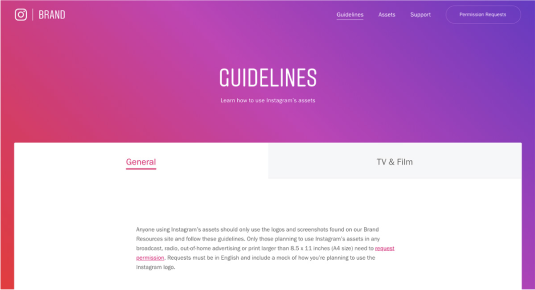 BRAND
Guidelines
Assets
Support
Permission Requests
GUIDELINES
Learn how to use Instagram's assets
General
TV & Film
Anyone using Instagram's assets should only use the logos and screenshots found on our Brand
Resources site and follow these guidelines. Only those planning to use Instagram's assets in any
broadcast, radio, out-of-home advertising or print larger than 8.5 x 11 inches (A4 size) need to request
permission. Requests must be in English and include a mock of how you're planning to use the
Instagram logo.